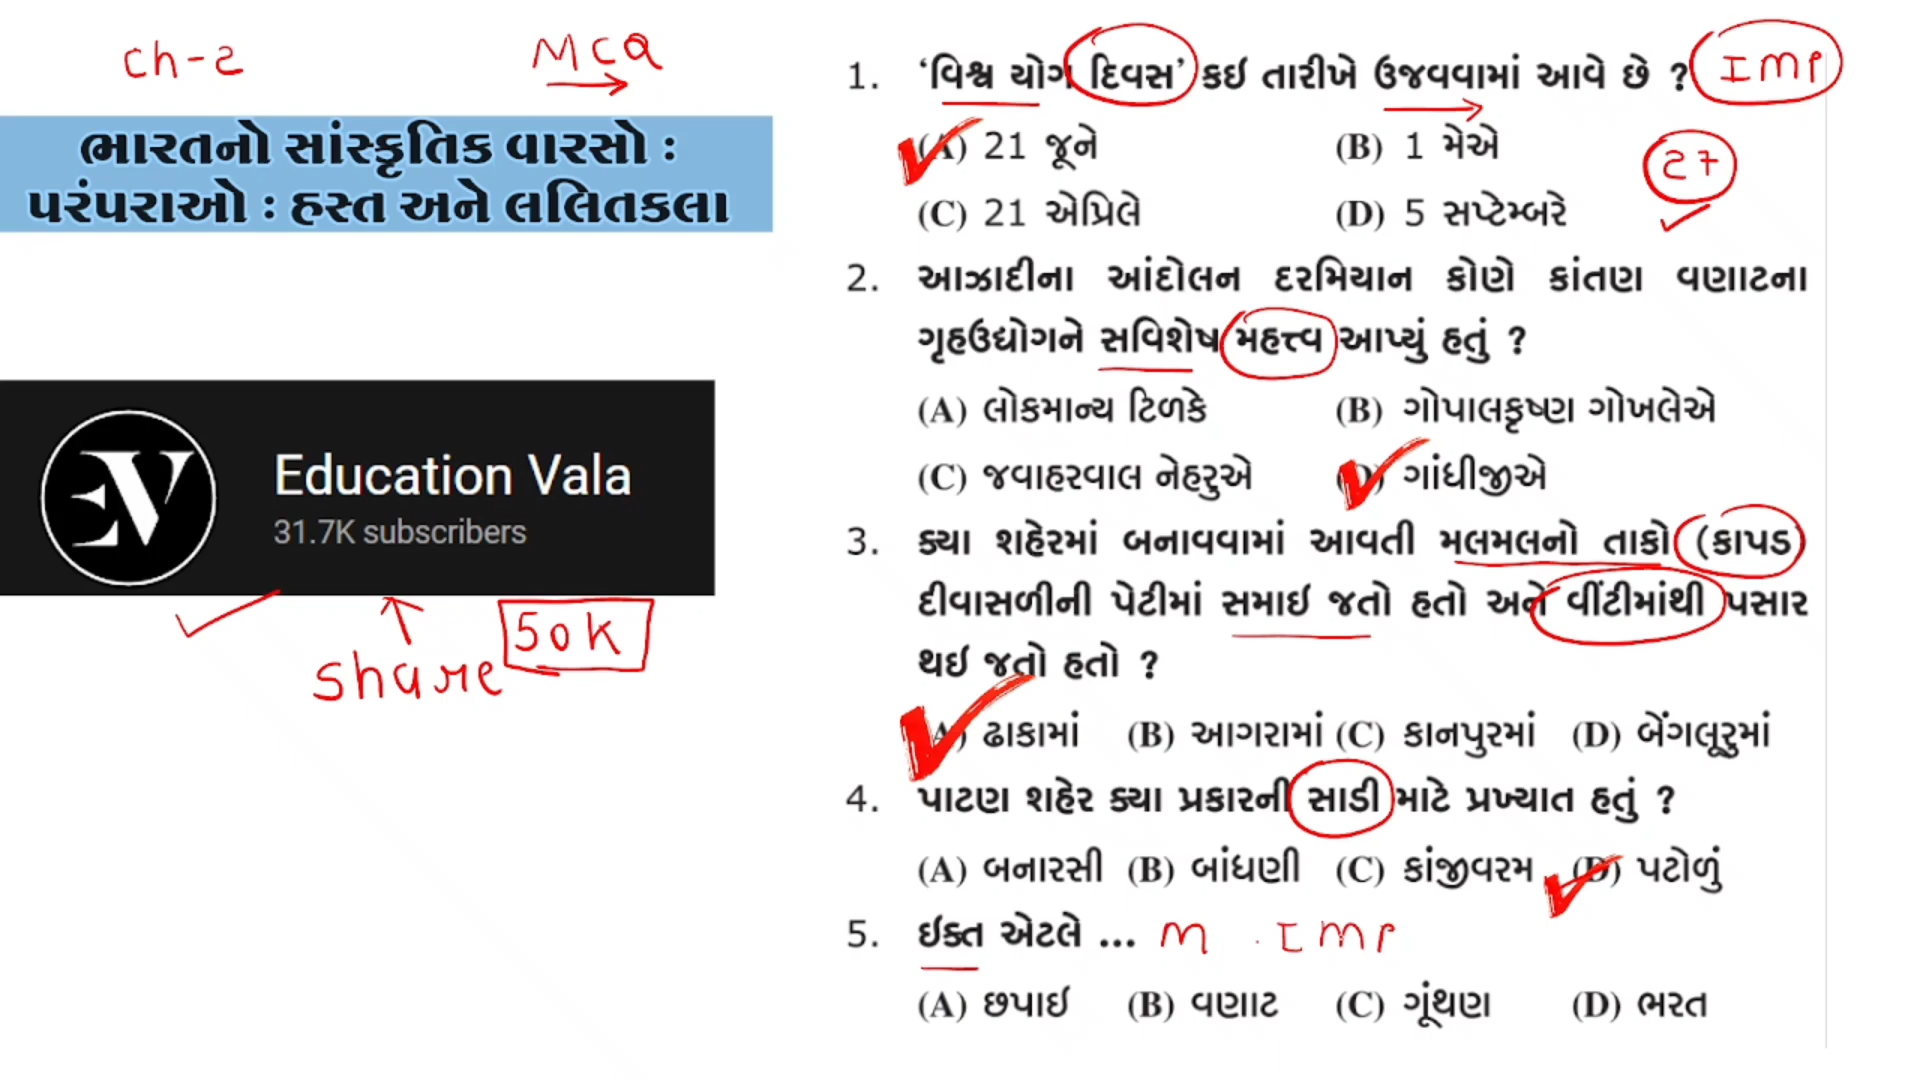 Ch-2
MCQ
ભારતનો સાંસ્કૃતિક વારસો :
પરંપરાઓ : હસ્ત અને લલિતકલા
EV
Education Vala
31.7K subscribers
share
50K
1. ‘વિશ્વ યોગ દિવસ’ કઇ તારીખે ઉજવવામાં આવે છે ? IMP
(A) 21 જૂને (B) 1 મેએ
27
(C) 21 એપ્રિલે (D) 5 સપ્ટેમ્બરે
2. આઝાદીના આંદોલન દરમિયાન કોણે કાંતણ વણાટના
ગૃહઉદ્યોગને સવિશેષ મહત્ત્વ આપ્યું હતું ?
(A) લોકમાન્ય ટિળકે (B) ગોપાલકૃષ્ણ ગોખલેએ
(C) જવાહરવાલ નેહરુએ (D) ગાંધીજીએ
3. ક્યા શહેરમાં બનાવવામાં આવતી મલમલનો તાકો (કાપડ)
દીવાસળીની પેટીમાં સમાઇ જતો હતો અને વીંટીમાંથી પસાર
થઇ જતો હતો ?
(A) ઢાકામાં (B) આગરામાં (C) કાનપુરમાં (D) બેંગલૂરુમાં
4. પાટણ શહેર ક્યા પ્રકારની સાડી માટે પ્રખ્યાત હતું ?
(A) બનારસી (B) બાંધણી (C) કાંજીવરમ (D) પટોળું
5. ઇક્ત એટલે ... M . IMP
(A) છપાઇ (B) વણાટ (C) ગૂંથણ (D) ભરત